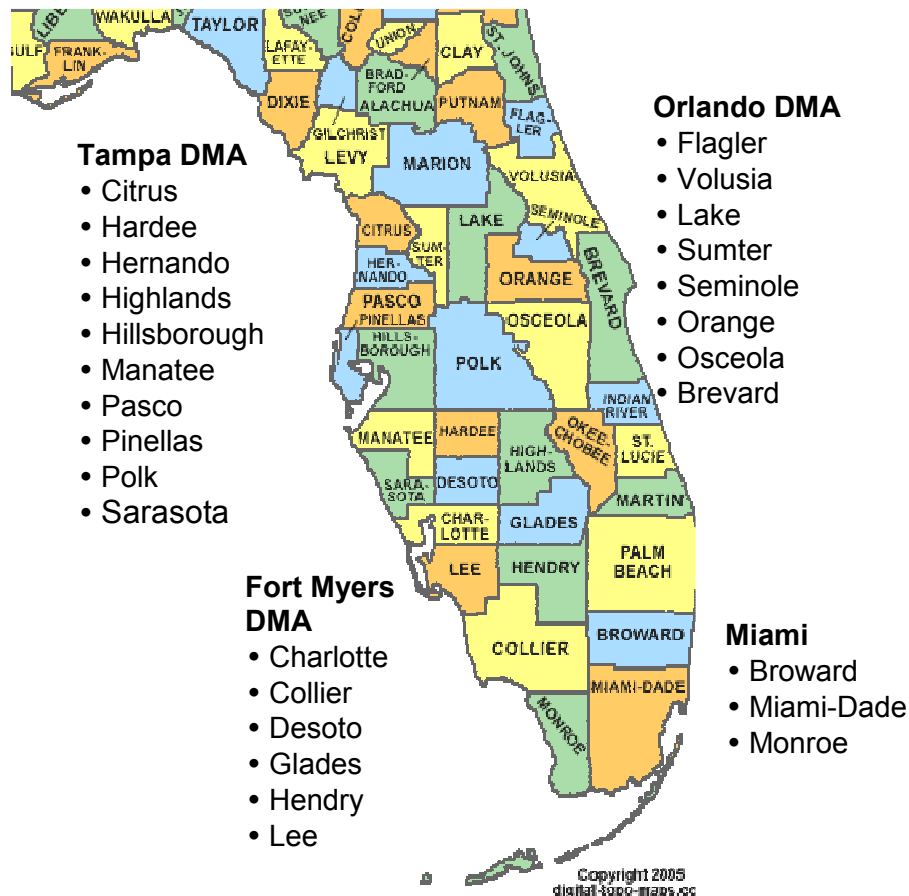 WAKULLA
TAYLOR
GULF
FRANK-
LIN
LAFAY-
ETTE
UNION
CLAY
ST. JOHNS
DIXIE
BRAD-
FORD
ALACHUA
PUTNAM
FLAG-
LER
GILCHRIST
LEVY
MARION
VOLUSIA
CITRUS
SUM-
TER
LAKE
SEMINOLE
HER-
NANDO
ORANGE
BREVARD
PASCO
PINELLAS
OSCEOLA
HILLS-
BOROUGH
POLK
INDIAN
RIVER
MANATEE
HARDEE
HIGH-
LANDS
OKEE-
CHOBEE
ST.
LUCIE
SARA-
SOTA
DESOTO
MARTIN
CHAR-
LOTTE
GLADES
LEE
HENDRY
PALM
BEACH
COLLIER
BROWARD
MIAMI-DADE
MONROE
Tampa DMA
• Citrus
• Hardee
• Hernando
• Highlands
• Hillsborough
• Manatee
• Pasco
• Pinellas
• Polk
• Sarasota
Orlando DMA
• Flagler
• Volusia
• Lake
• Sumter
• Seminole
• Orange
• Osceola
• Brevard
Fort Myers
DMA
• Charlotte
• Collier
• Desoto
• Glades
• Hendry
• Lee
Miami
• Broward
• Miami-Dade
• Monroe
Copyright 2005
digital-topo-maps.cc